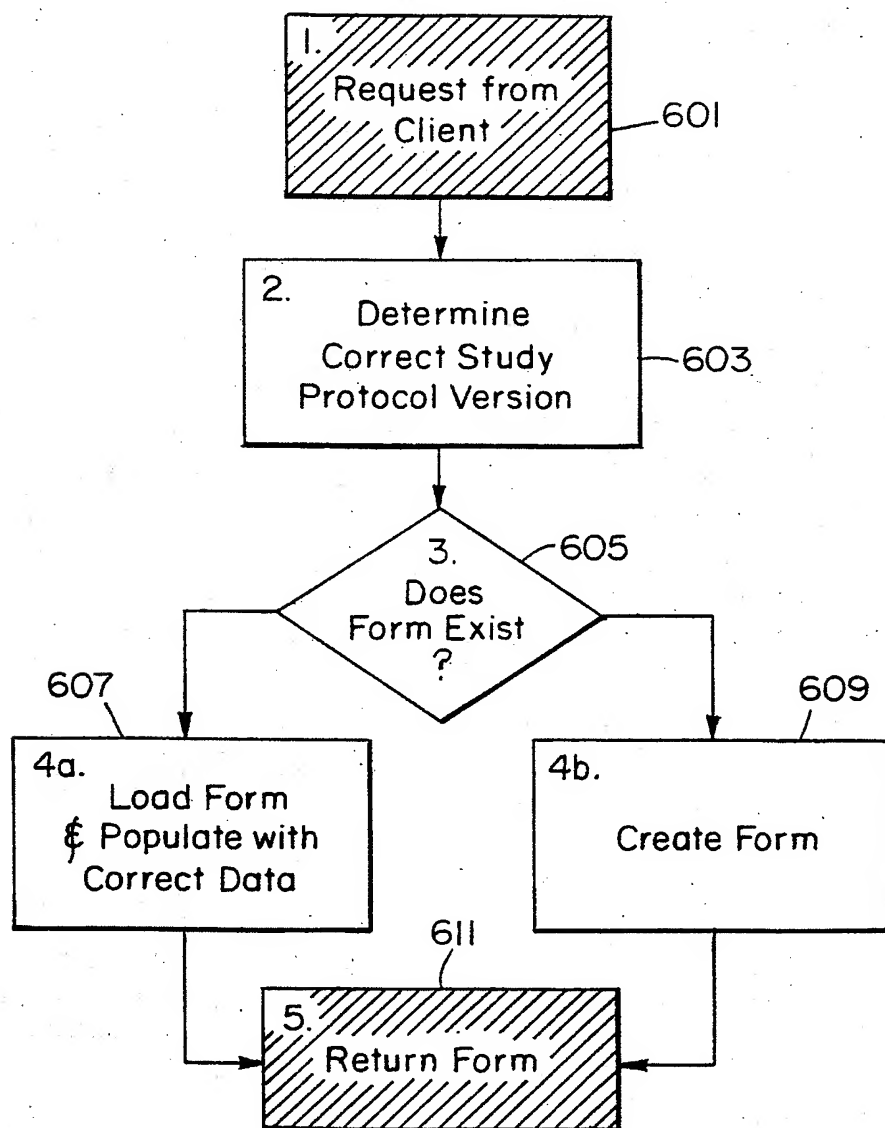 1.
Request from
Client
601
2.
Determine
Correct Study
Protocol Version
603
3.
Does
Form Exist
?
605
607
4a.
Load Form
& Populate with
Correct Data
609
4b.
Create Form
611
5.
Return Form